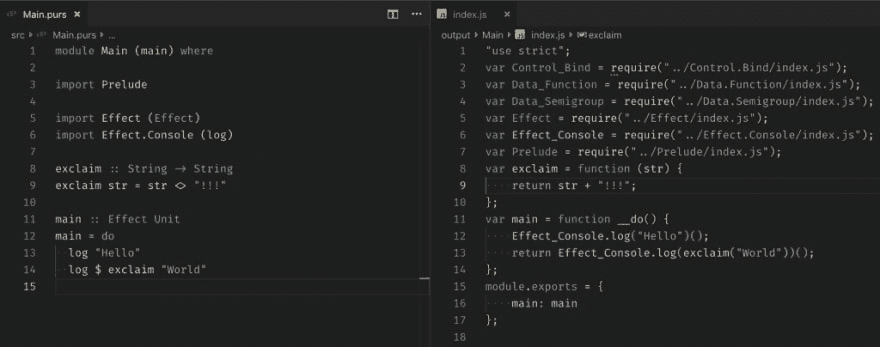 Main.purs ×
src > Main.purs > ...
1 module Main (main) where
2
3 import Prelude
4
5 import Effect (Effect)
6 import Effect.Console (log)
7
8 exclaim :: String -> String
9 exclaim str = str <> "!!!"
10
11 main :: Effect Unit
12 main = do
13 log "Hello"
14 log $ exclaim "World"
15
index.js ×
output > Main > index.js > exclaim
1 "use strict";
2 var Control_Bind = require("../Control.Bind/index.js");
3 var Data_Function = require("../Data.Function/index.js");
4 var Data_Semigroup = require("../Data.Semigroup/index.js");
5 var Effect = require("../Effect/index.js");
6 var Effect_Console = require("../Effect.Console/index.js");
7 var Prelude = require("../Prelude/index.js");
8 var exclaim = function (str) {
9 return str + "!!!";
10 };
11 var main = function __do() {
12 Effect_Console.log("Hello")();
13 return Effect_Console.log(exclaim("World"))();
14 };
15 module.exports = {
16 main: main
17 };
18